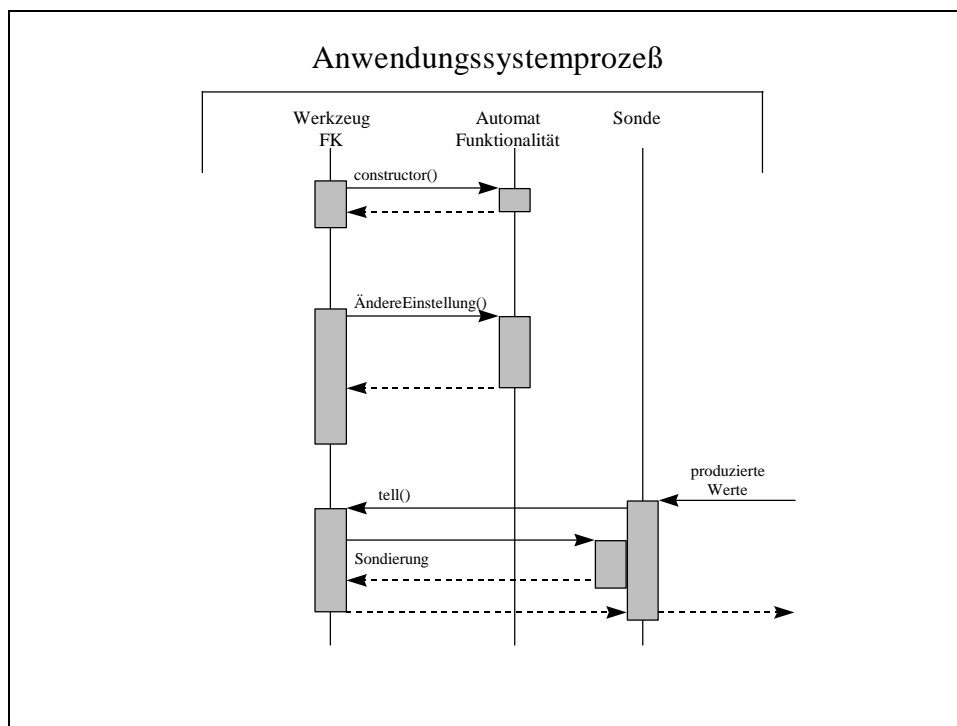 Anwendungssystemprozeß
Werkzeug
FK
Automat
Funktionalität
Sonde
constructor()
ÄndereEinstellung()
produzierte
Werte
tell()
Sondierung